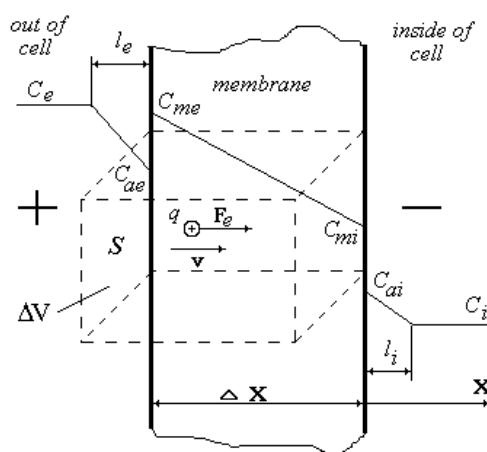 out of
cell
l_e
membrane
inside of
cell
C_e
C_me
C_ae
+
q
+
F_e
−
S
v
C_mi
C_ai
ΔV
C_i
l_i
△ X
X